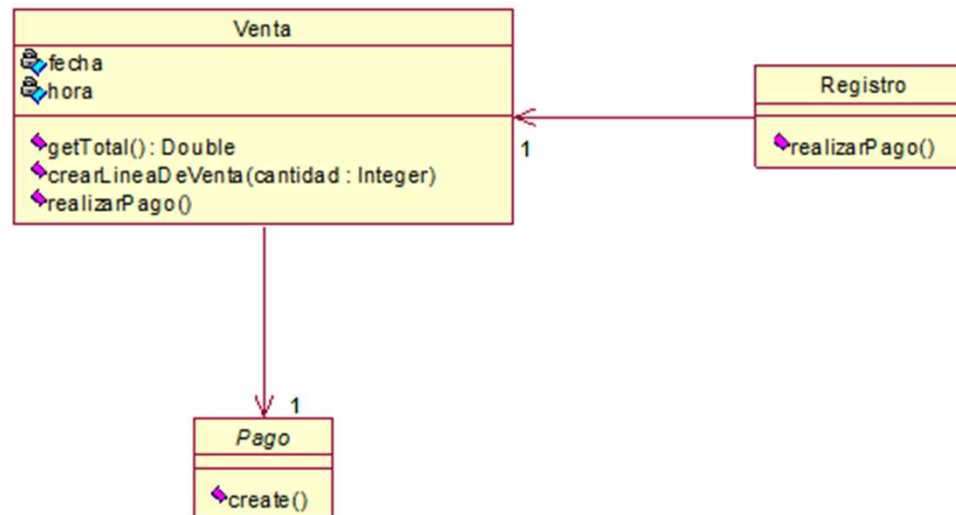 Venta
fecha
hora
getTotal() : Double
crearLineaDeVenta(cantidad : Integer)
realizarPago()
Registro
realizarPago()
1
1
Pago
create()